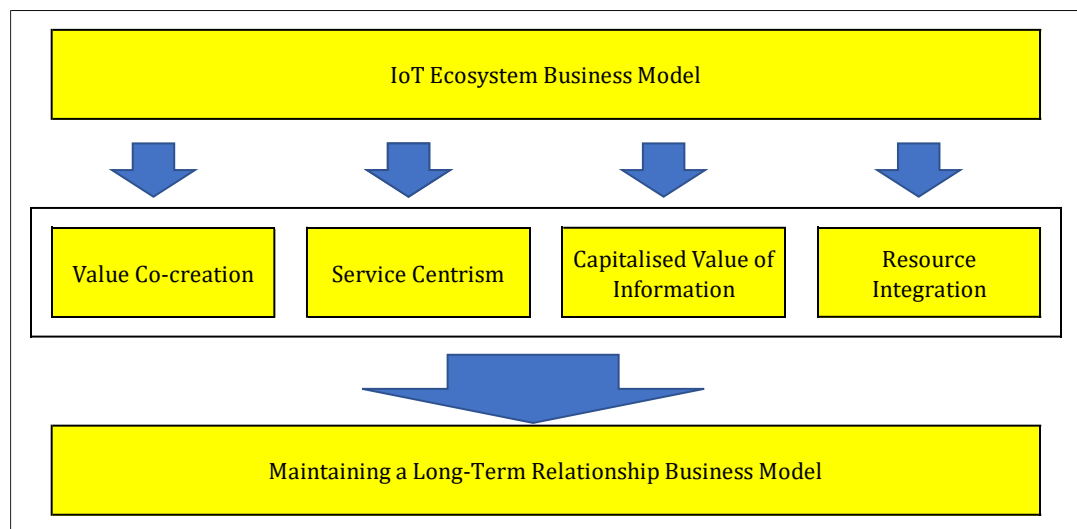 IoT Ecosystem Business Model
Value Co-creation
Service Centrism
Capitalised Value of
Information
Resource
Integration
Maintaining a Long-Term Relationship Business Model